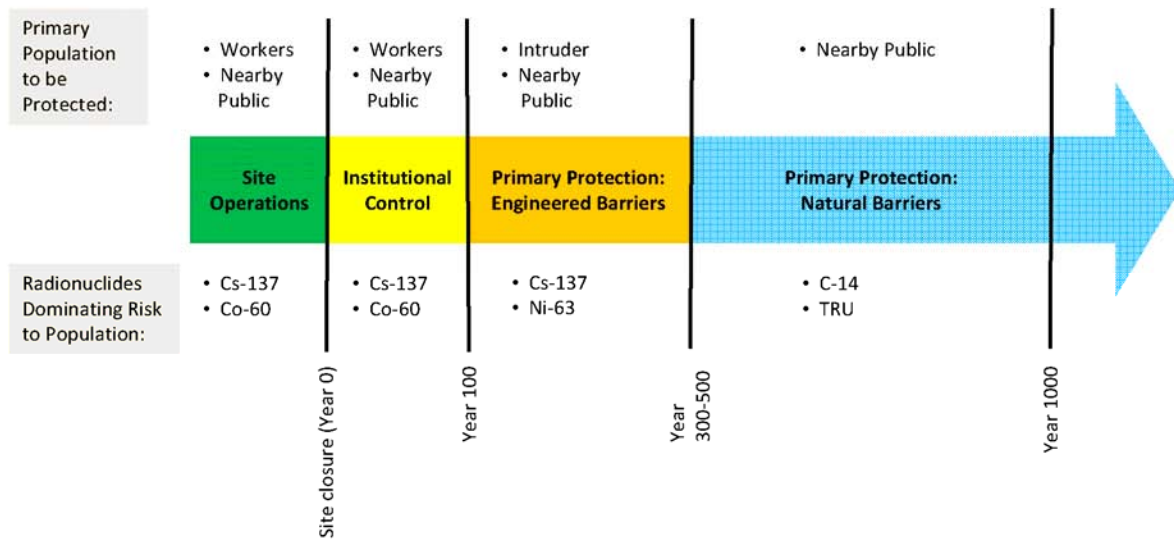 Primary
Population
to be
Protected:
• Workers
• Nearby
Public
• Workers
• Nearby
Public
• Intruder
• Nearby
Public
• Nearby Public
Site
Operations
Institutional
Control
Primary Protection:
Engineered Barriers
Primary Protection:
Natural Barriers
Radionuclides
Dominating Risk
to Population:
• Cs-137
• Co-60
• Cs-137
• Co-60
• Cs-137
• Ni-63
• C-14
• TRU
Site closure (Year 0)
Year 100
Year
300-500
Year 1000